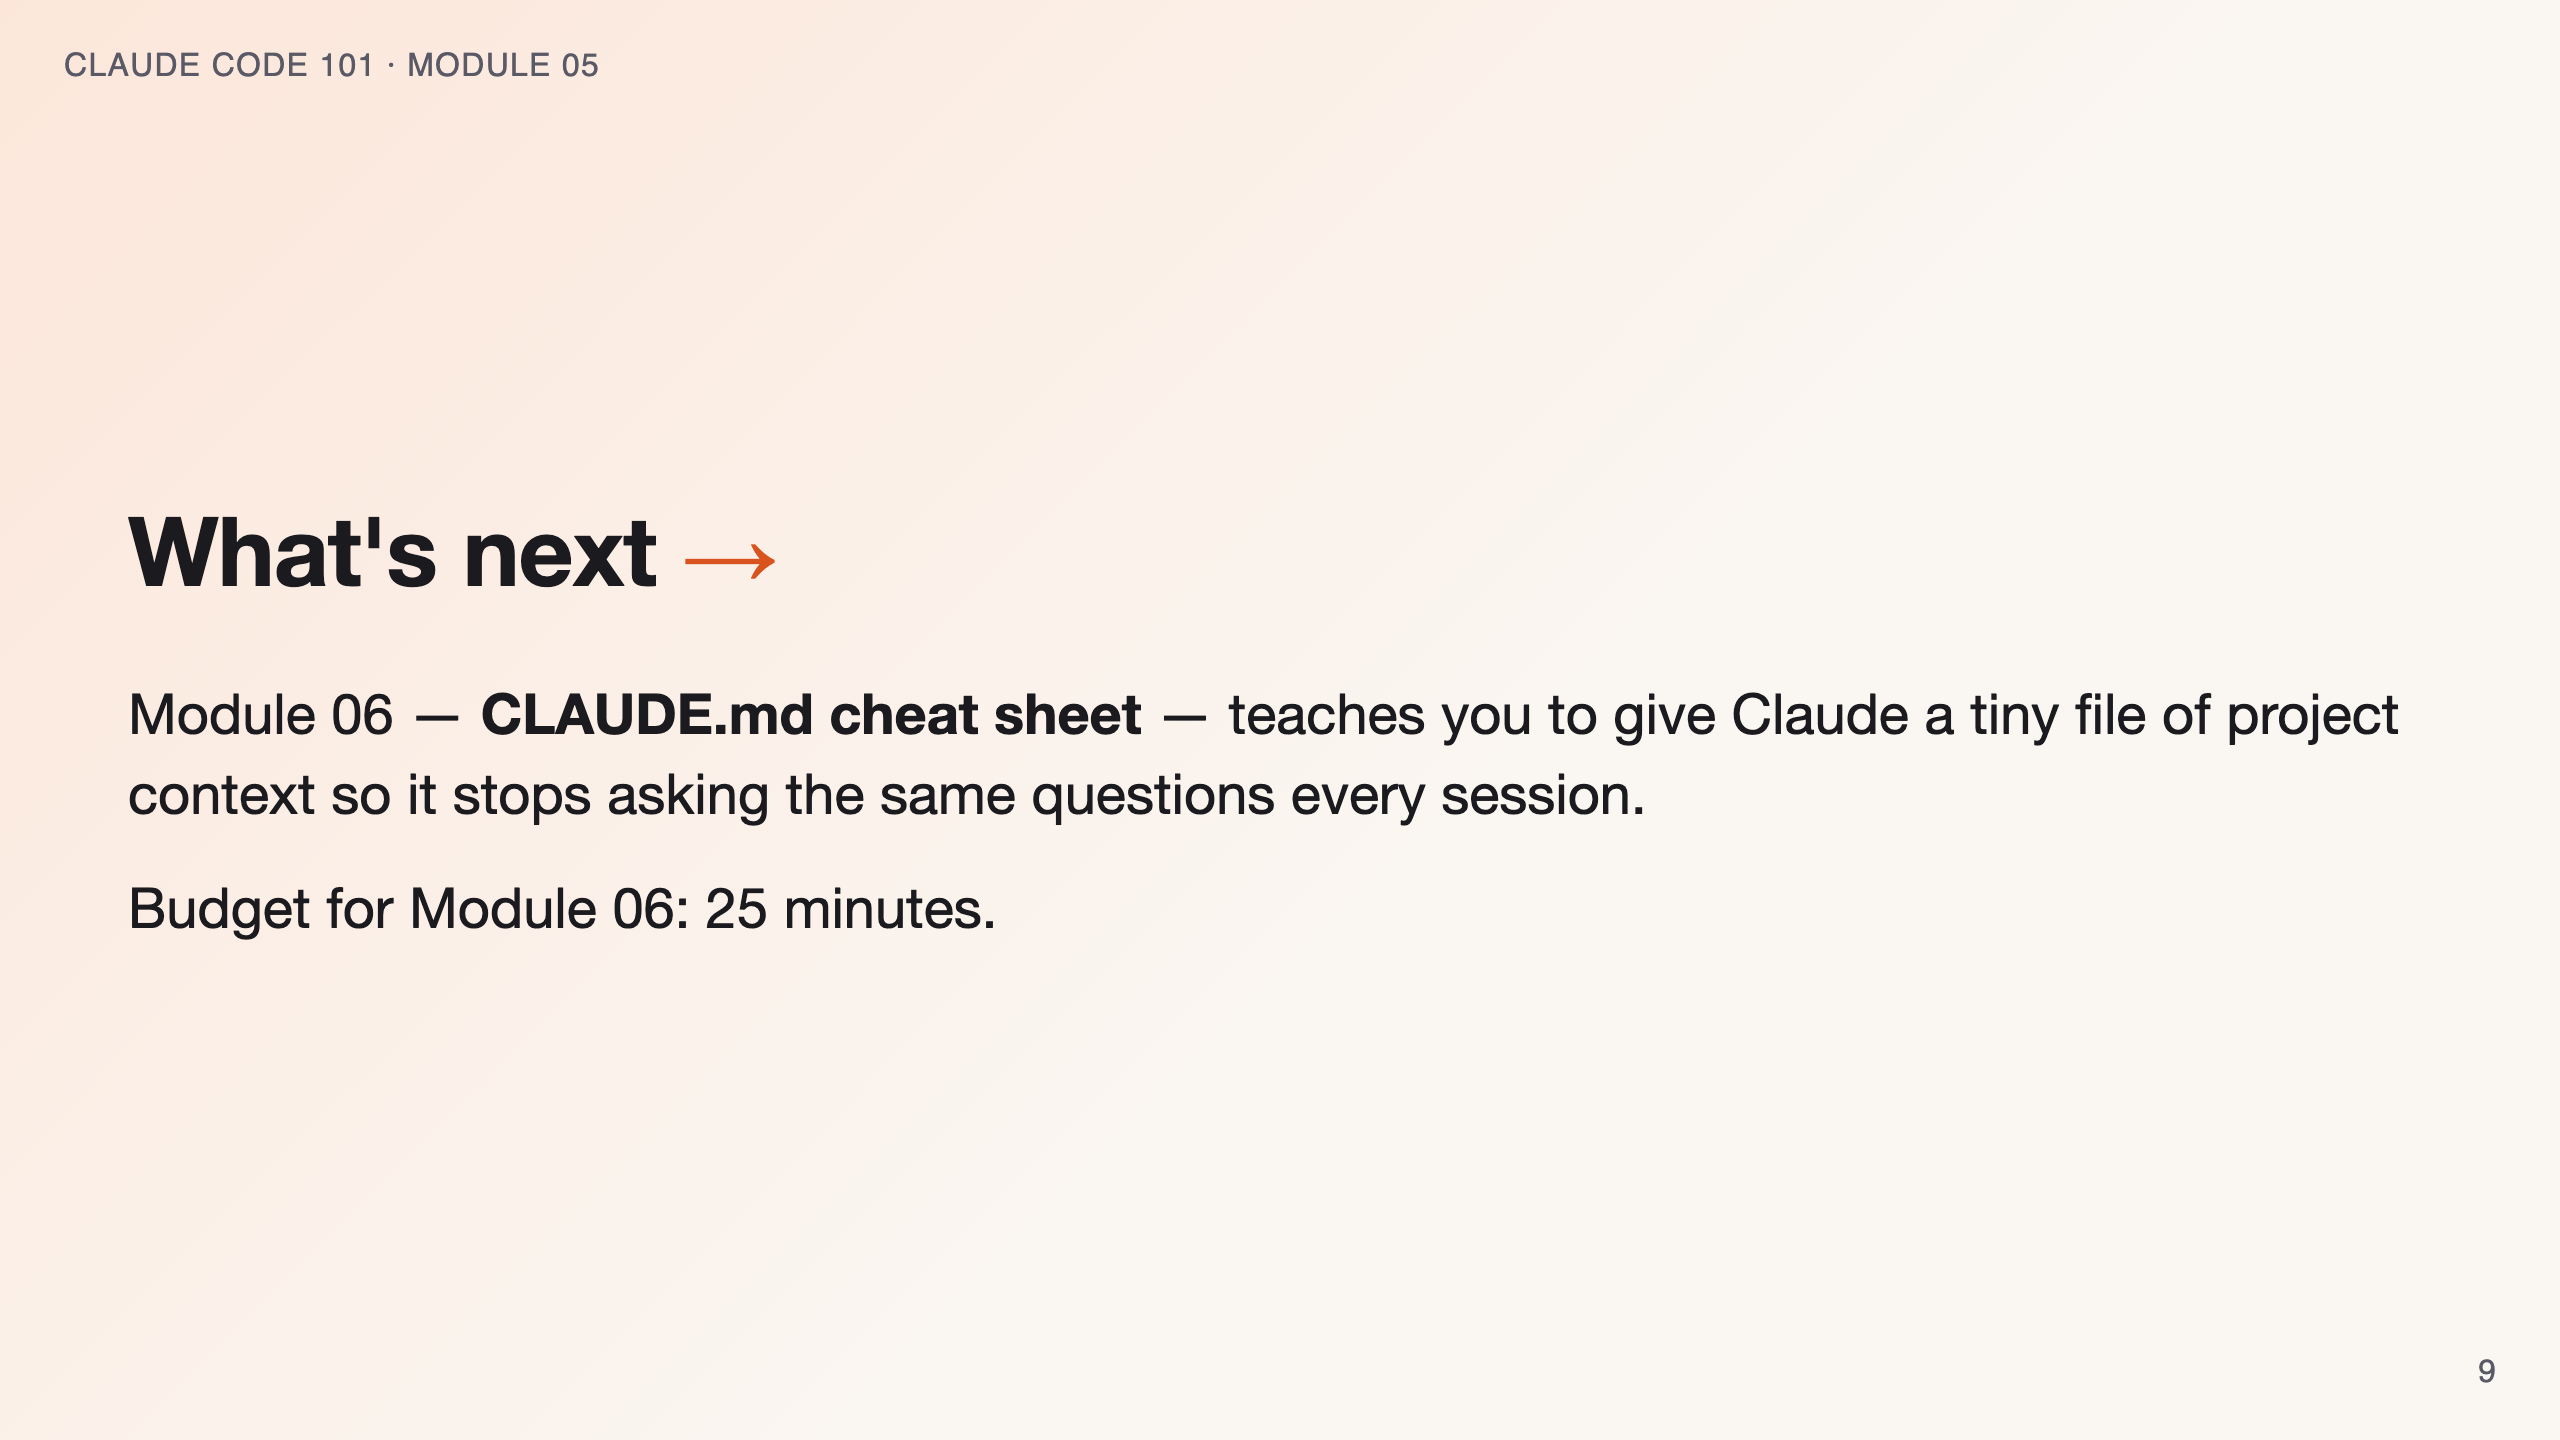 CLAUDE CODE 101 · MODULE 05
What's next →
Module 06 — CLAUDE.md cheat sheet — teaches you to give Claude a tiny file of project
context so it stops asking the same questions every session.
Budget for Module 06: 25 minutes.
9